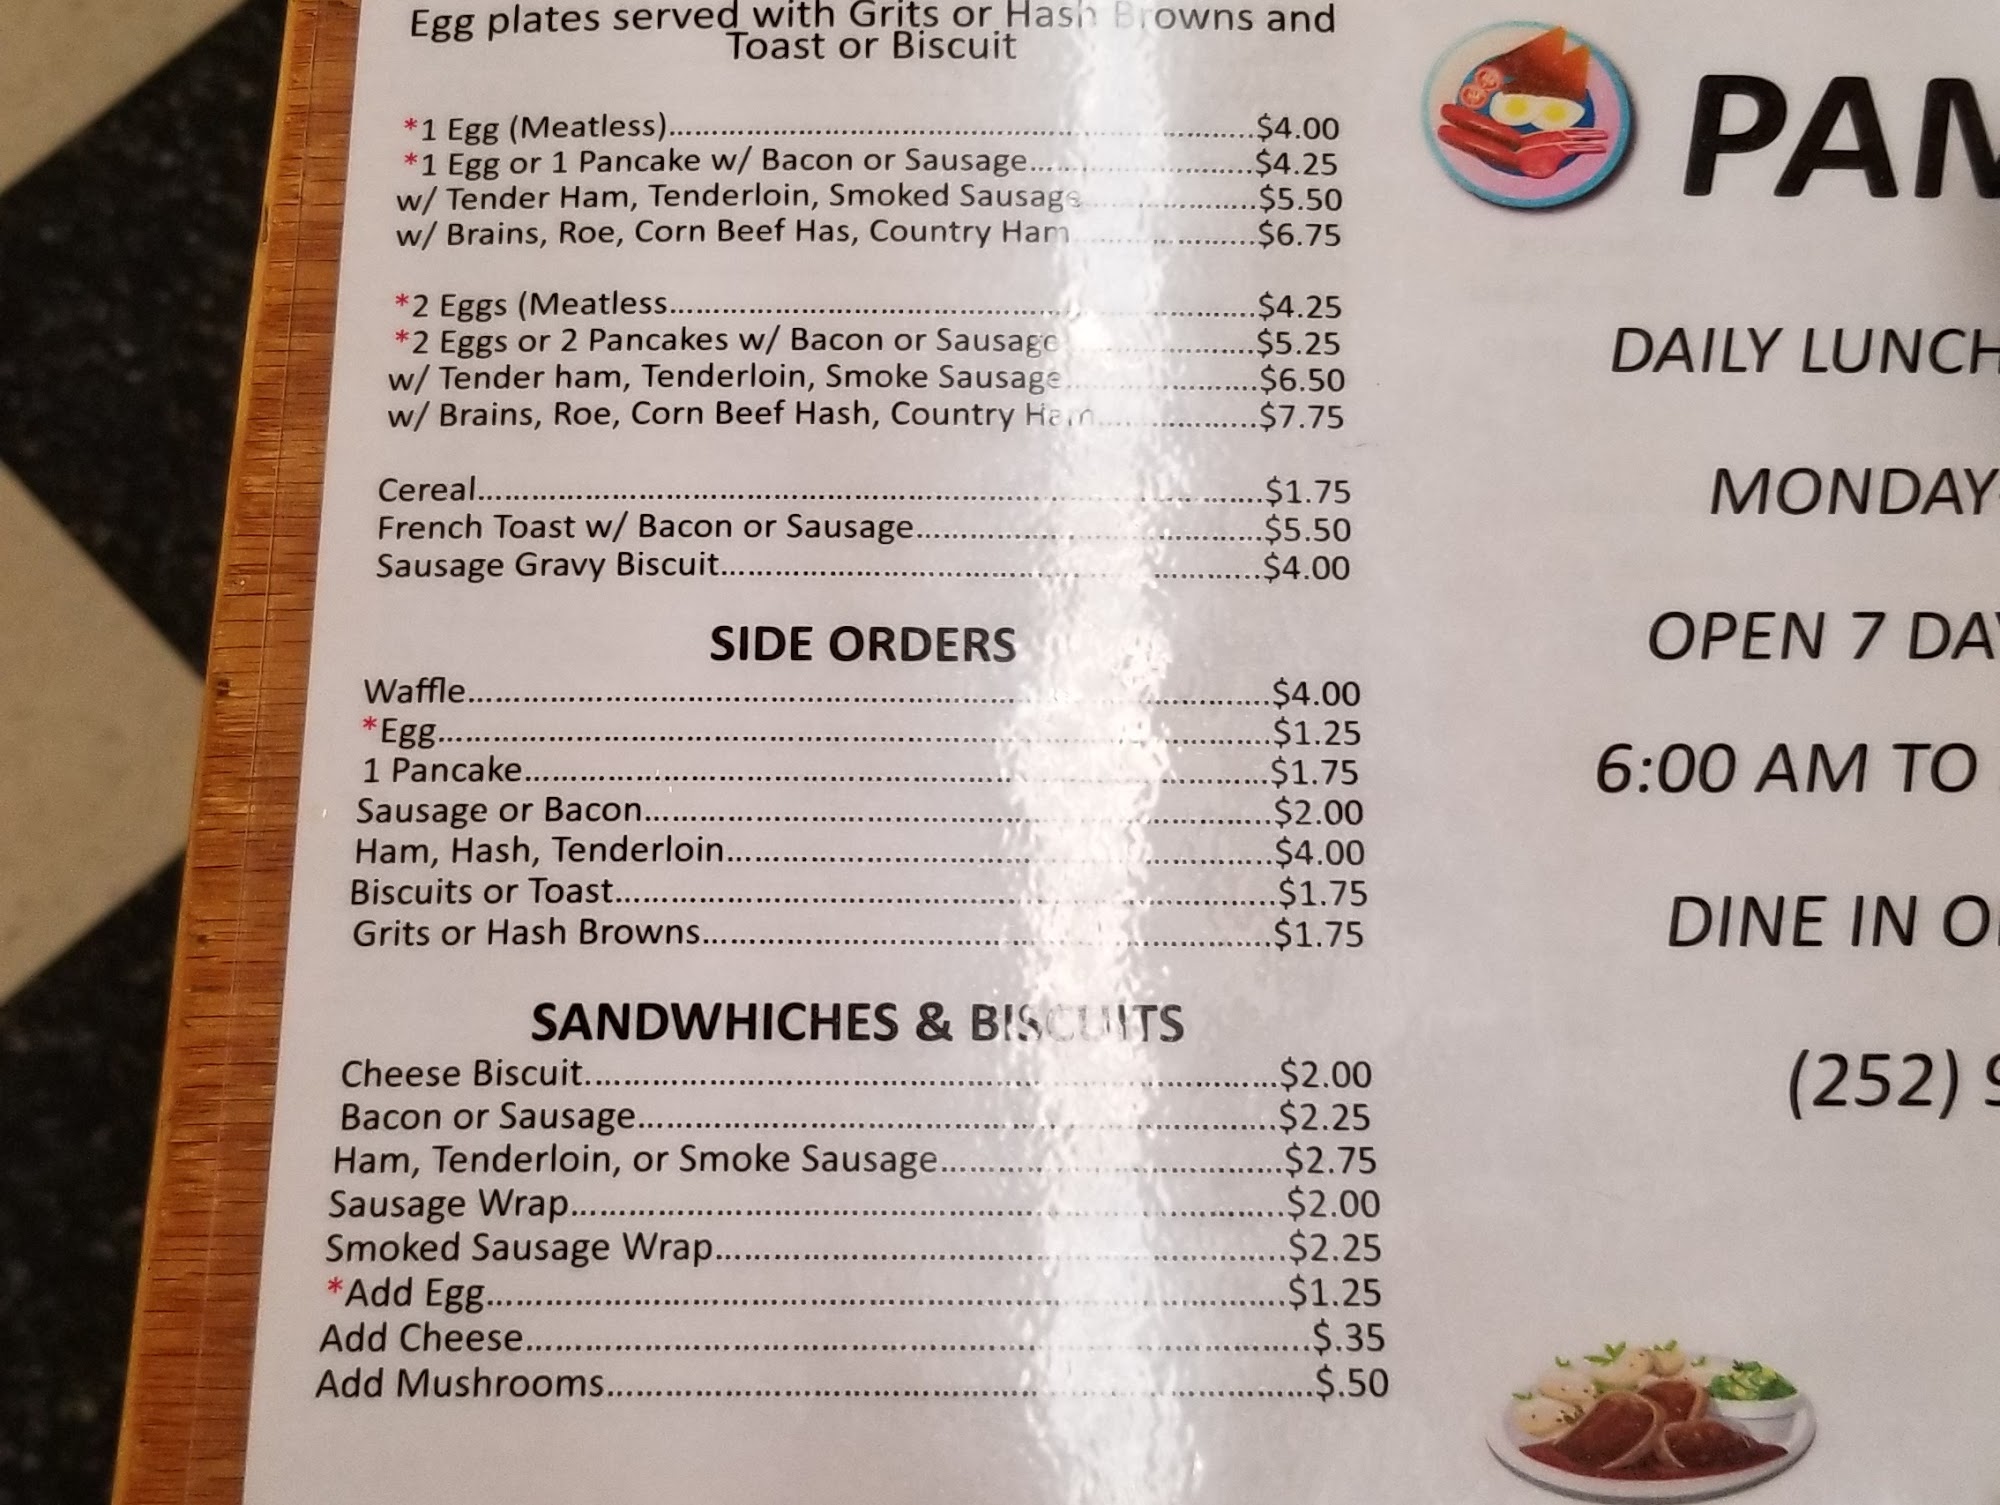 Egg plates served with Grits or Hash Browns and
Toast or Biscuit
*1 Egg (Meatless)........$4.00
*1 Egg or 1 Pancake w/ Bacon or Sausage........$4.25
w/ Tender Ham, Tenderloin, Smoked Sausage........$5.50
w/ Brains, Roe, Corn Beef Has, Country Ham........$6.75
*2 Eggs (Meatless........$4.25
*2 Eggs or 2 Pancakes w/ Bacon or Sausage........$5.25
w/ Tender ham, Tenderloin, Smoke Sausage........$6.50
w/ Brains, Roe, Corn Beef Hash, Country Ham........$7.75
Cereal........$1.75
French Toast w/ Bacon or Sausage........$5.50
Sausage Gravy Biscuit........$4.00
SIDE ORDERS
Waffle........$4.00
*Egg........$1.25
1 Pancake........$1.75
Sausage or Bacon........$2.00
Ham, Hash, Tenderloin........$4.00
Biscuits or Toast........$1.75
Grits or Hash Browns........$1.75
SANDWHICHES & BISCUITS
Cheese Biscuit........$2.00
Bacon or Sausage........$2.25
Ham, Tenderloin, or Smoke Sausage........$2.75
Sausage Wrap........$2.00
Smoked Sausage Wrap........$2.25
*Add Egg........$1.25
Add Cheese........$.35
Add Mushrooms........$.50
PAM
DAILY LUNCH
MONDAY
OPEN 7 DAY
6:00 AM TO
DINE IN
(252) 9